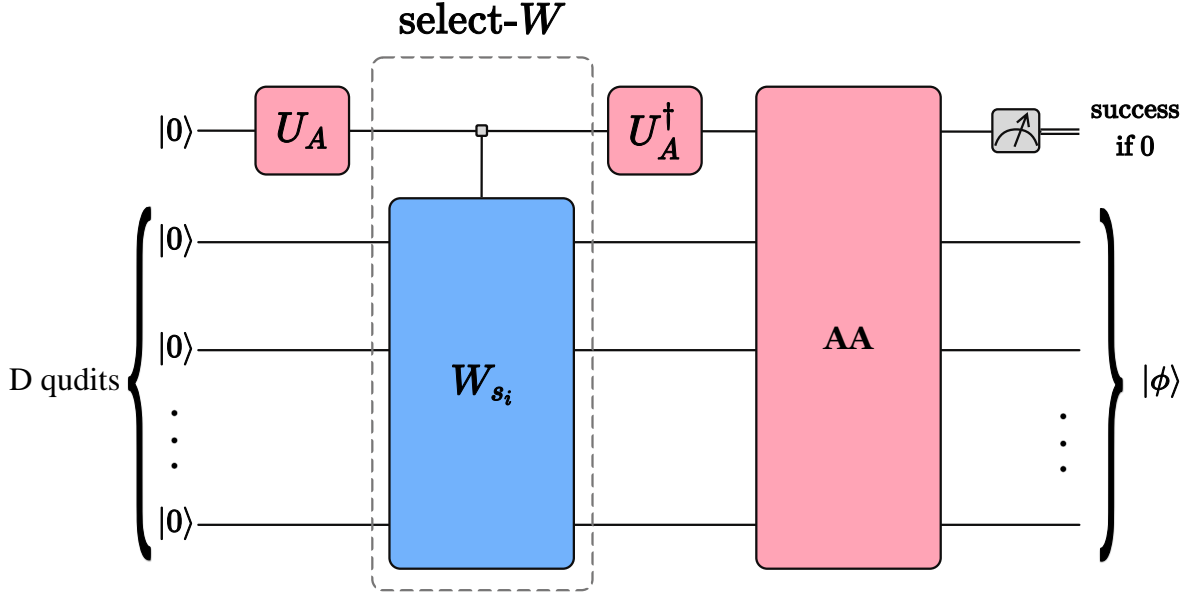 select-W
|0⟩
U_A
U_A^†
success
if 0
|0⟩
|0⟩
D qudits
W_{s_i}
AA
|ϕ⟩
|0⟩